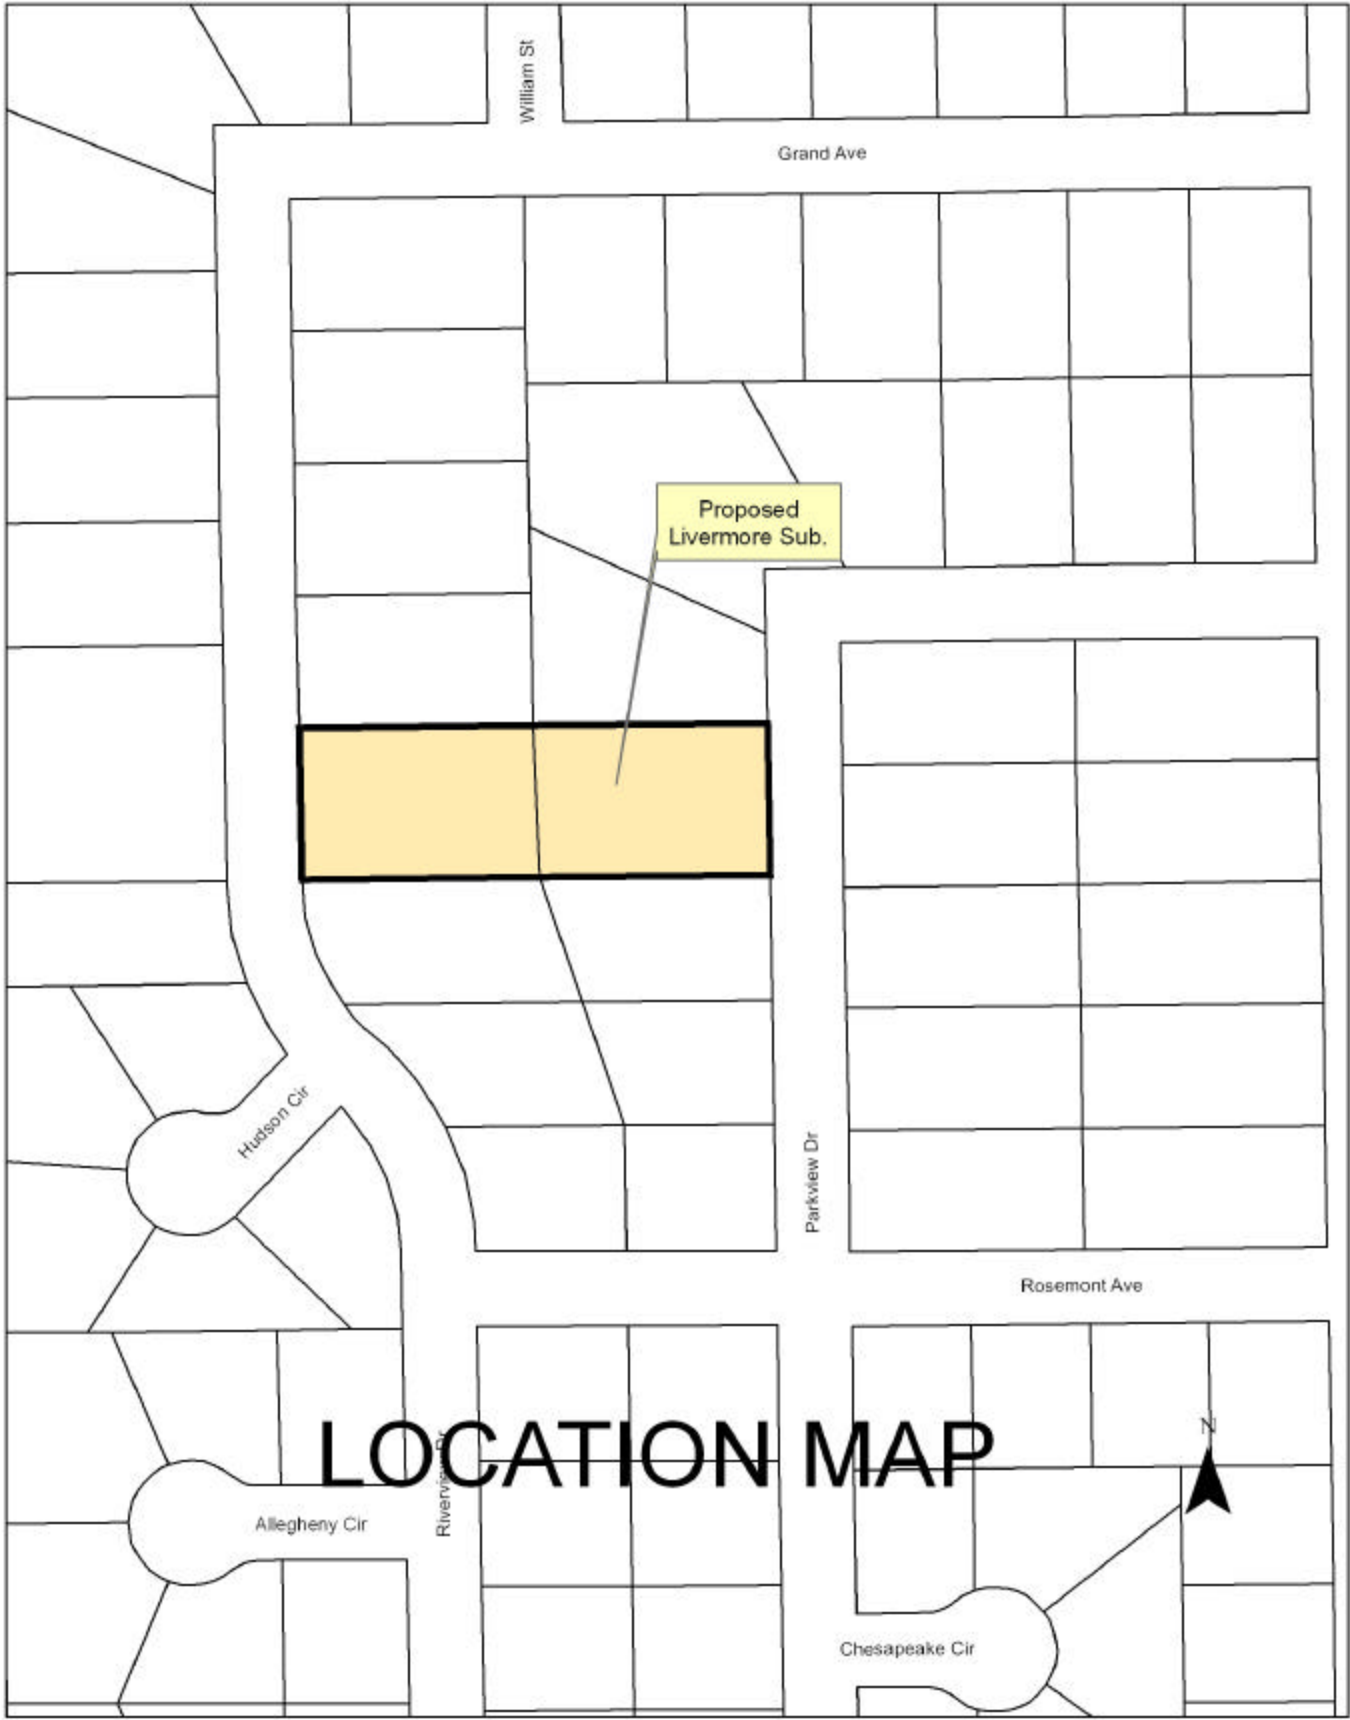 William St
Grand Ave
Proposed
Livermore Sub.
Hudson Cir
Parkview Dr
Rosemont Ave
LOCATION MAP
N
Riverview Dr
Allegheny Cir
Chesapeake Cir